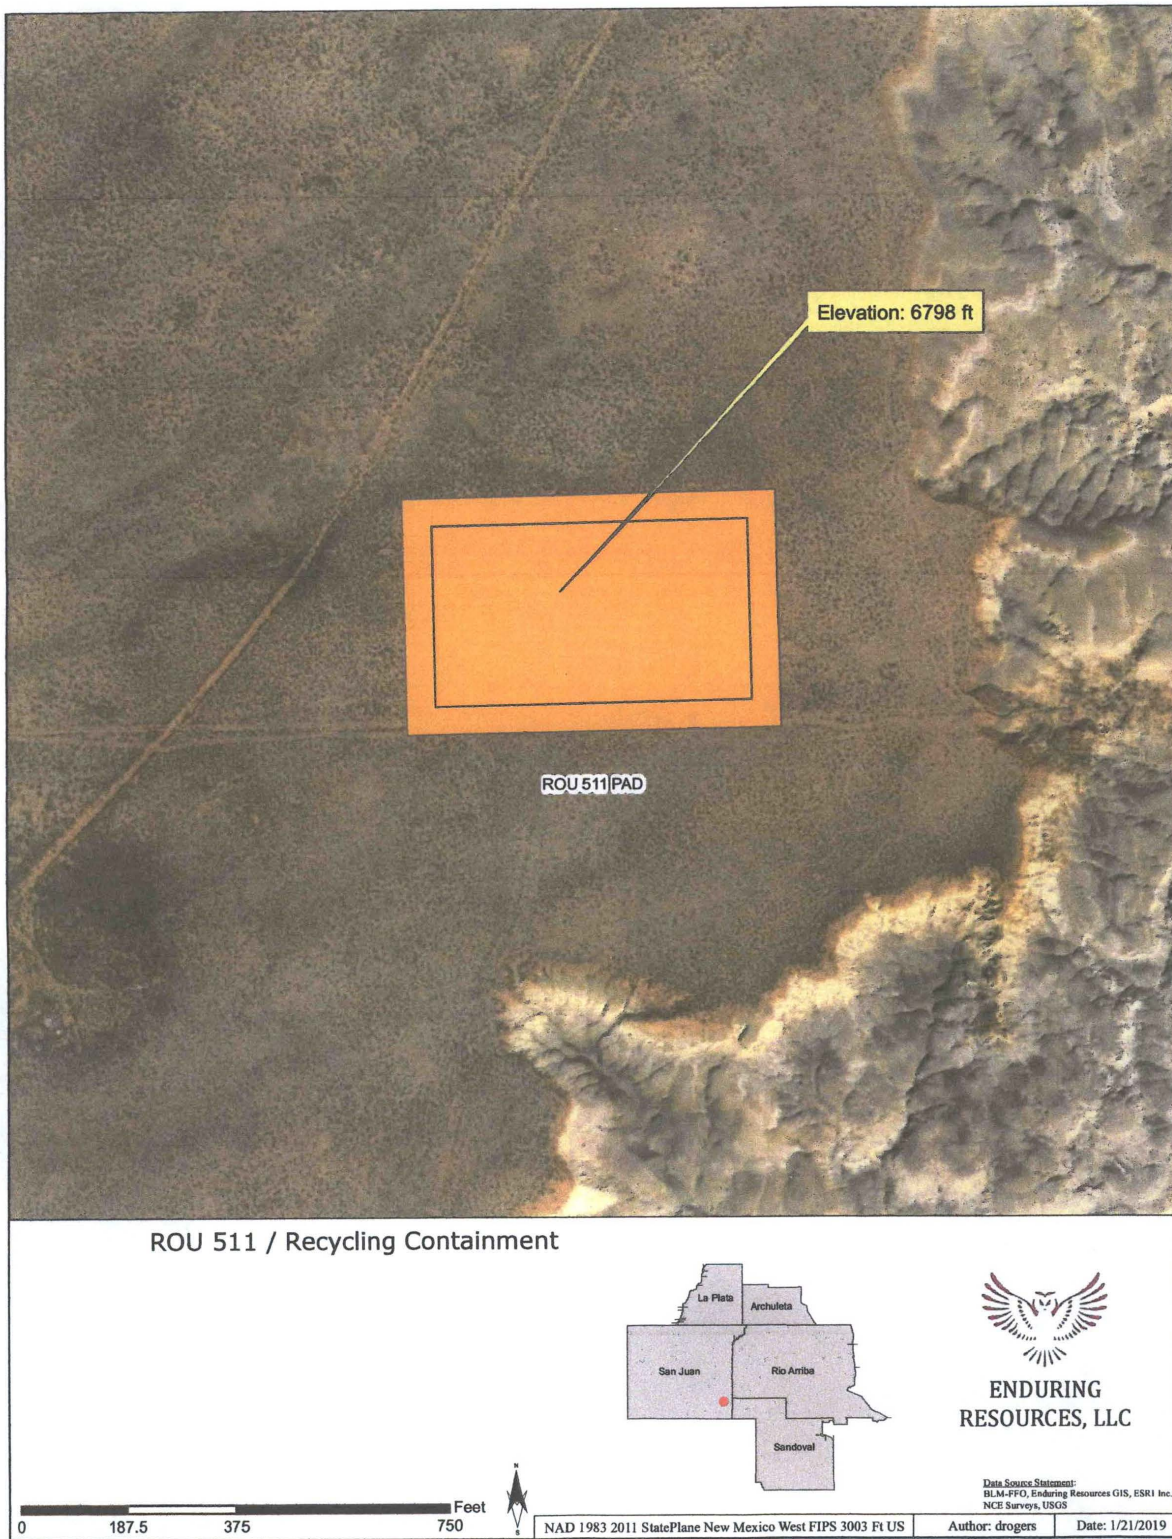 Elevation: 6798 ft
ROU 511 PAD
ROU 511 / Recycling Containment
La Plata
Archuleta
San Juan
Rio Arriba
Sandoval
ENDURING
RESOURCES, LLC
Data Source Statement:
BLM-FFO, Enduring Resources GIS, ESRI Inc.
NCE Surveys, USGS
N
S
Feet
0 187.5 375 750
NAD 1983 2011 StatePlane New Mexico West FIPS 3003 Ft US
Author: drogers
Date: 1/21/2019